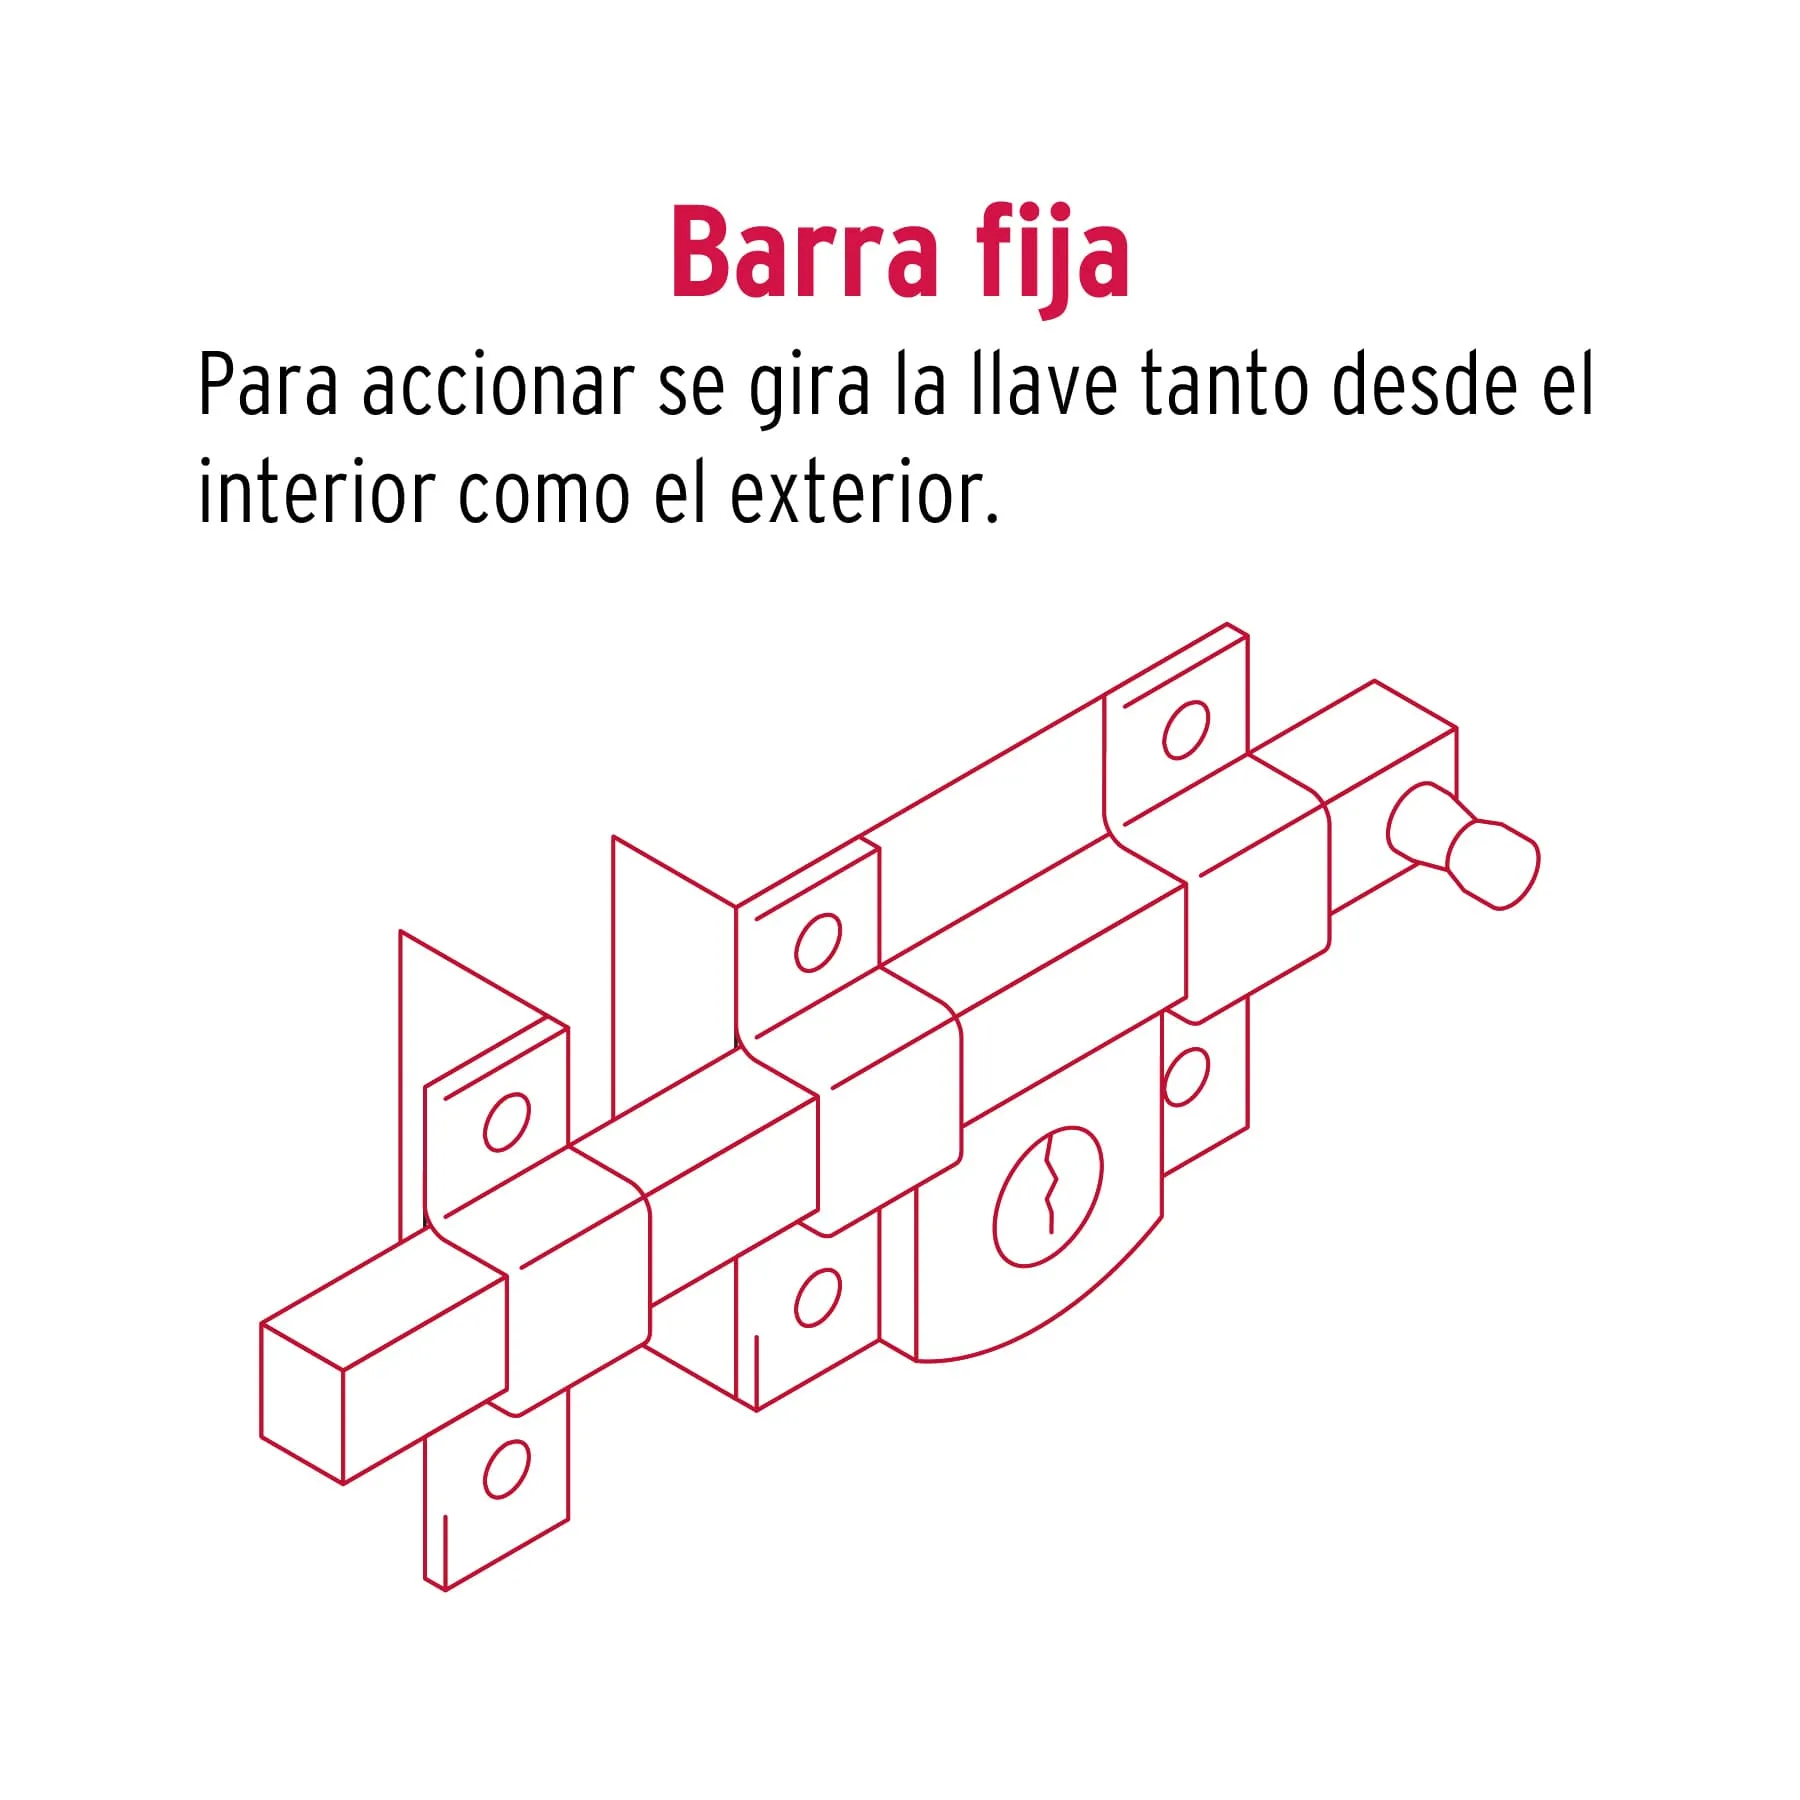 Barra fija
Para accionar se gira la llave tanto desde el
interior como el exterior.